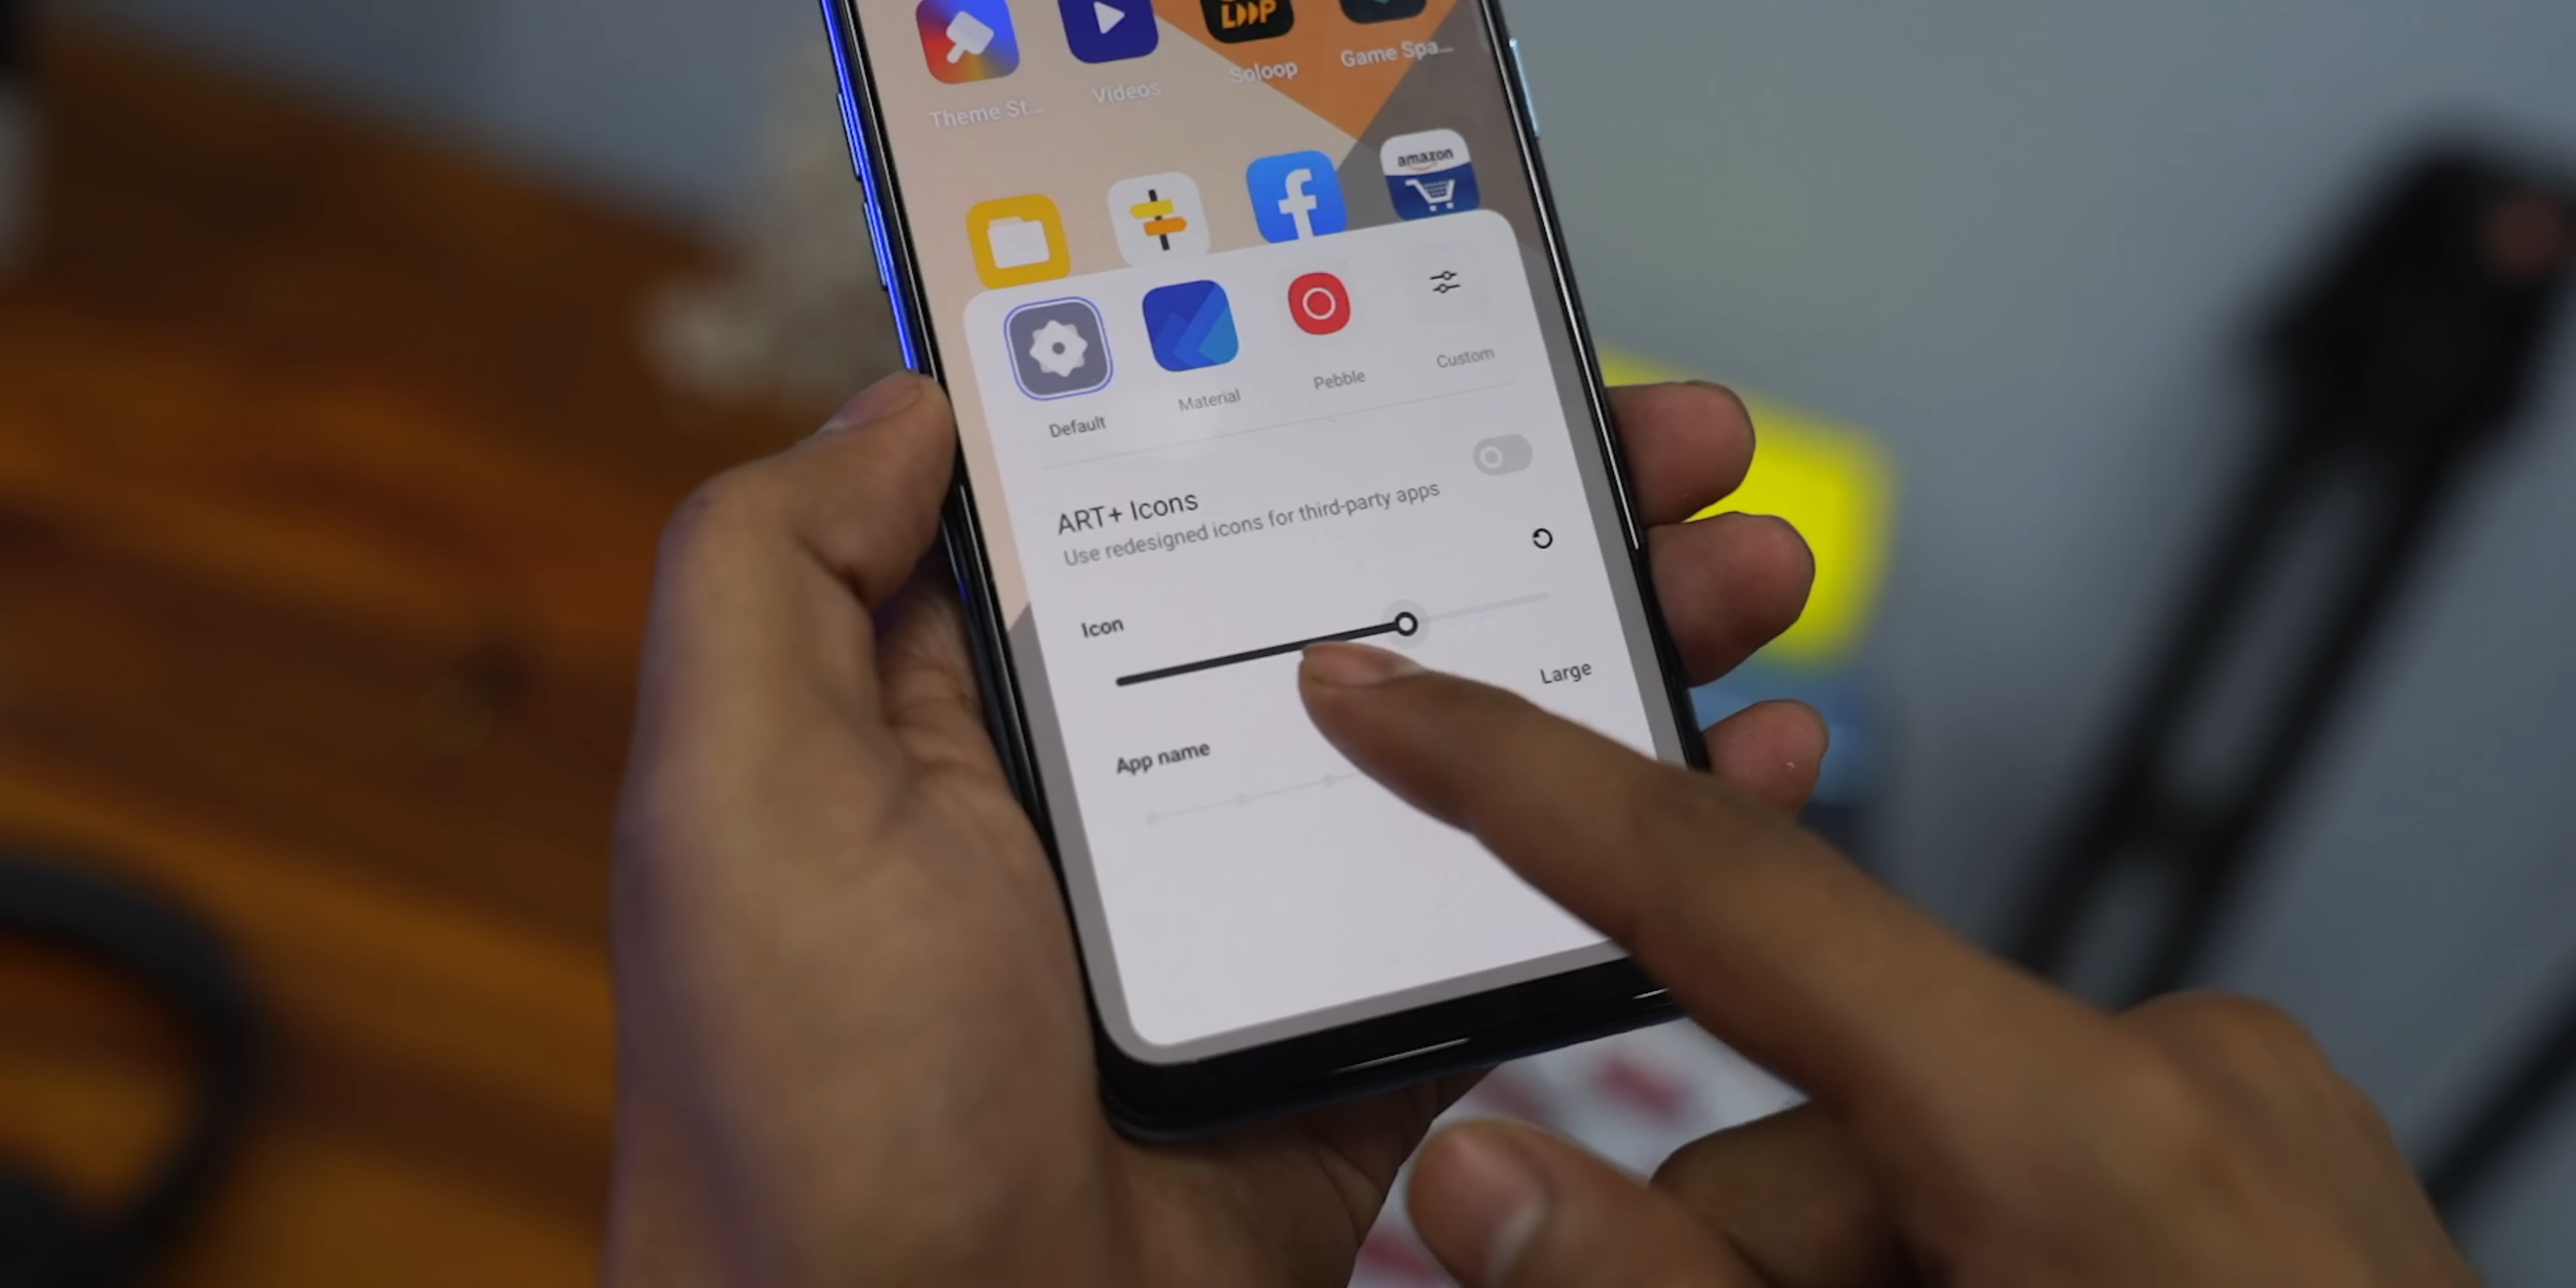 LOOP
Theme St...
Videos
Soloop
Game Spa...
amazon
Default
Material
Pebble
Custom
ART+ Icons
Use redesigned icons for third-party apps
Icon
Large
App name